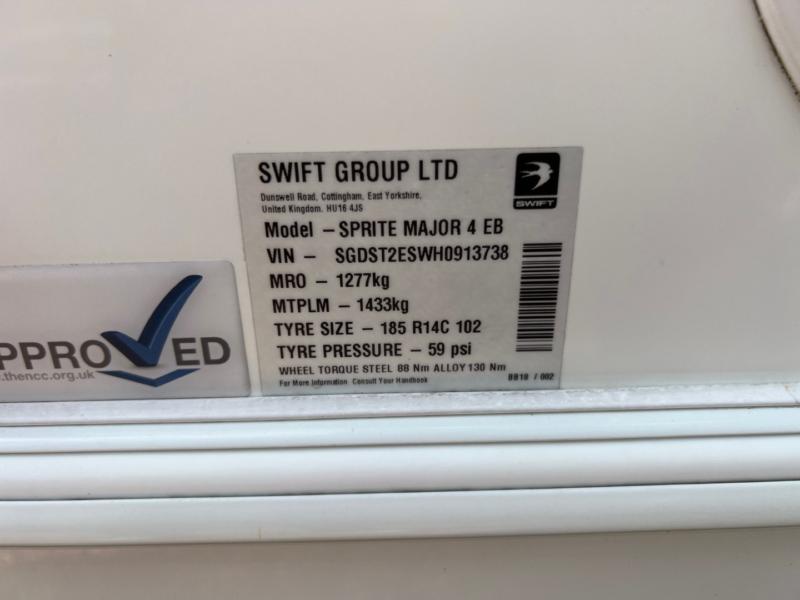 SWIFT GROUP LTD
Dunswell Road, Cottingham, East Yorkshire,
United Kingdom. HU16 4JS
SWIFT
Model – SPRITE MAJOR 4 EB
VIN – SGDST2ESWH0913738
MRO – 1277kg
MTPLM – 1433kg
TYRE SIZE – 185 R14C 102
TYRE PRESSURE – 59 psi
WHEEL TORQUE STEEL 88 Nm ALLOY 130 Nm
For More Information Consult Your Handbook
BB18 / 002
PPROVED
.thencc.org.uk